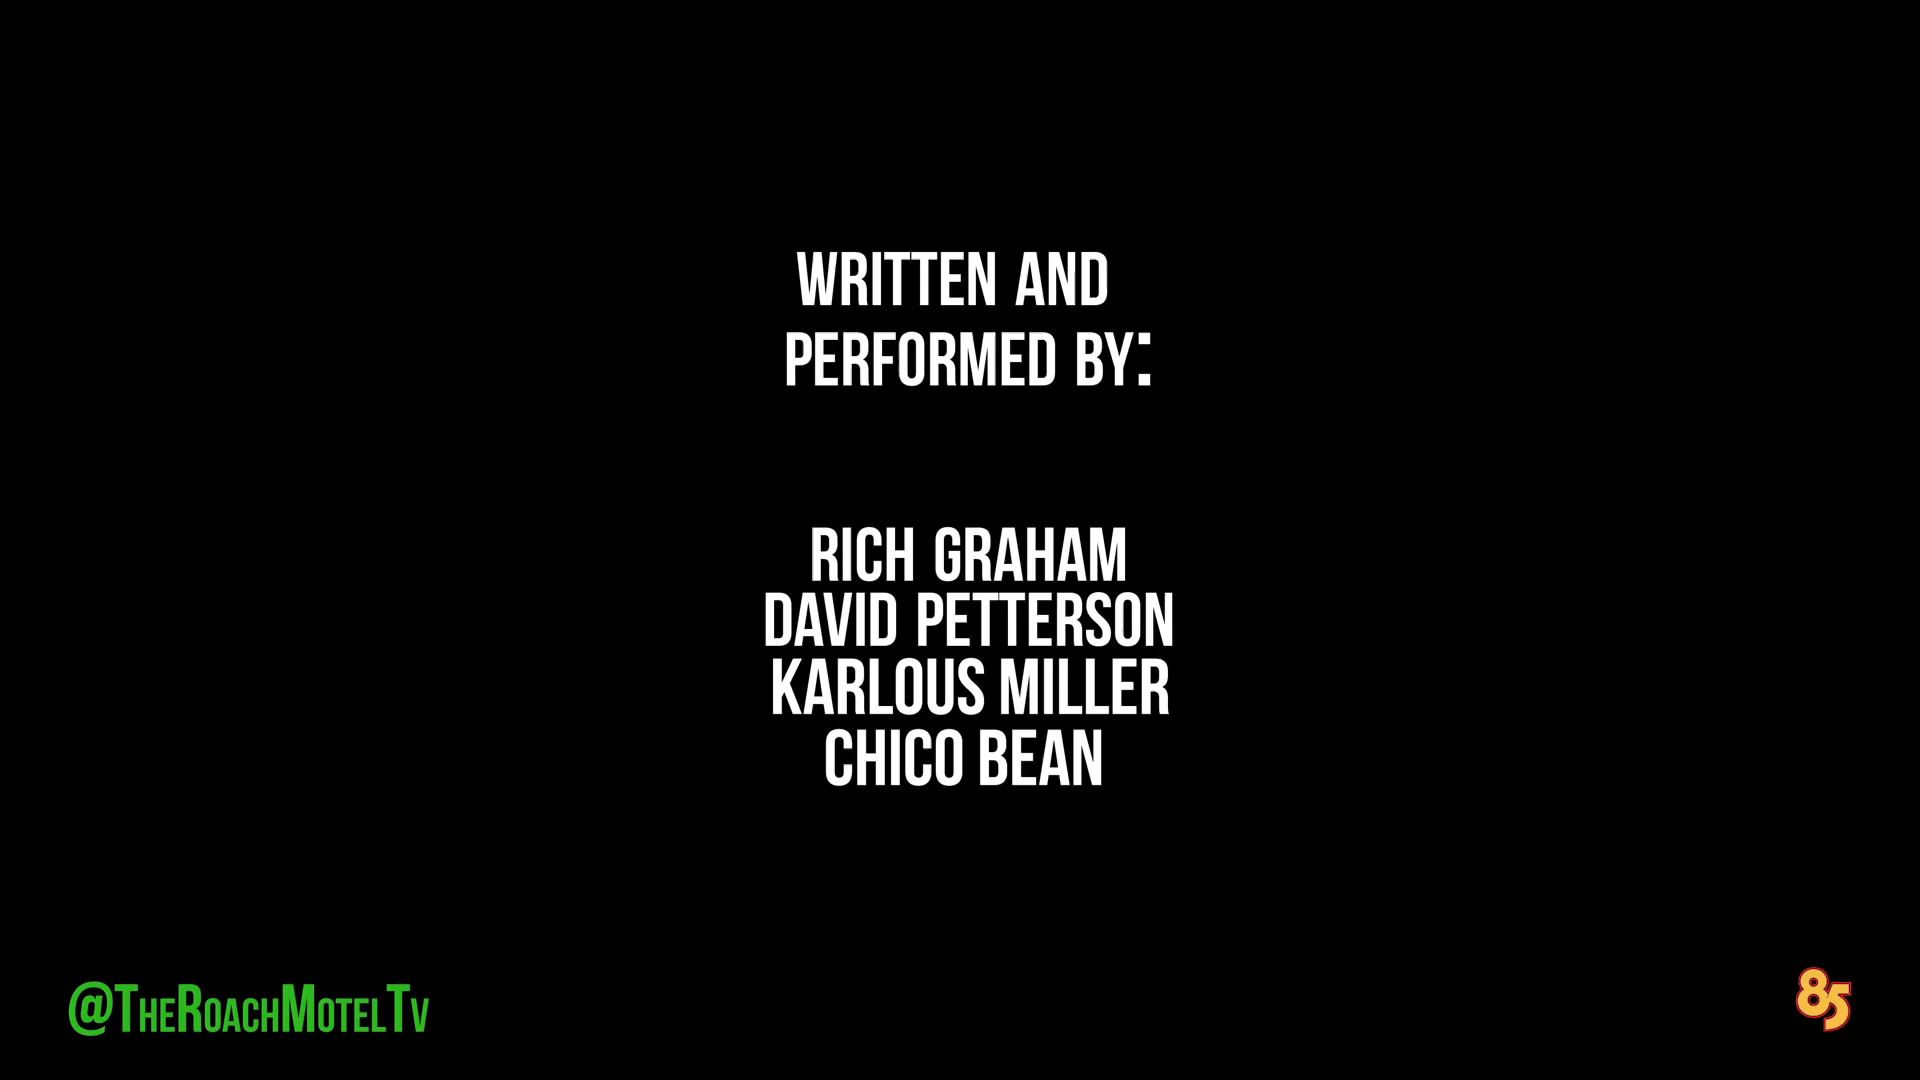 WRITTEN AND
PERFORMED BY:
RICH GRAHAM
DAVID PETTERSON
KARLOUS MILLER
CHICO BEAN
@TheRoachMotelTv
85